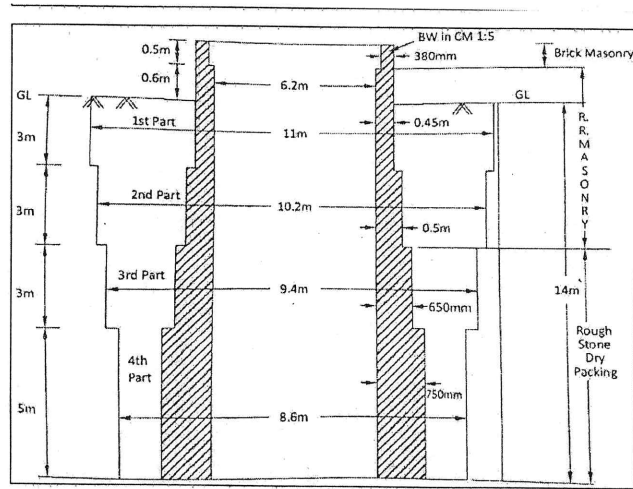 BW in CM 1:5
0.5m
380mm
Brick Masonry
0.6m
6.2m
GL
GL
1st Part
0.45m
11m
3m
R.R.MASONRY
2nd Part
10.2m
3m
0.5m
3rd Part
9.4m
14m
3m
650mm
Rough
Stone
Dry
Packing
4th
Part
750mm
5m
8.6m